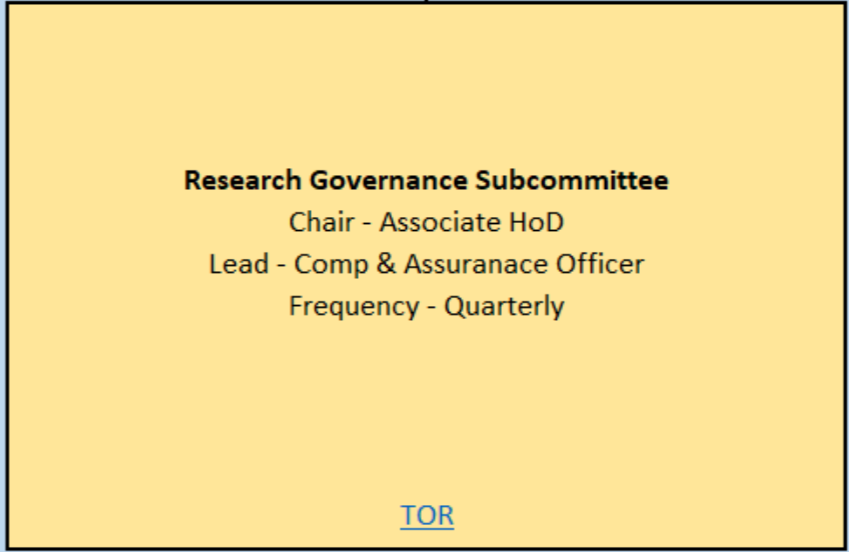 Research Governance Subcommittee
Chair - Associate HoD
Lead - Comp & Assuranace Officer
Frequency - Quarterly
TOR